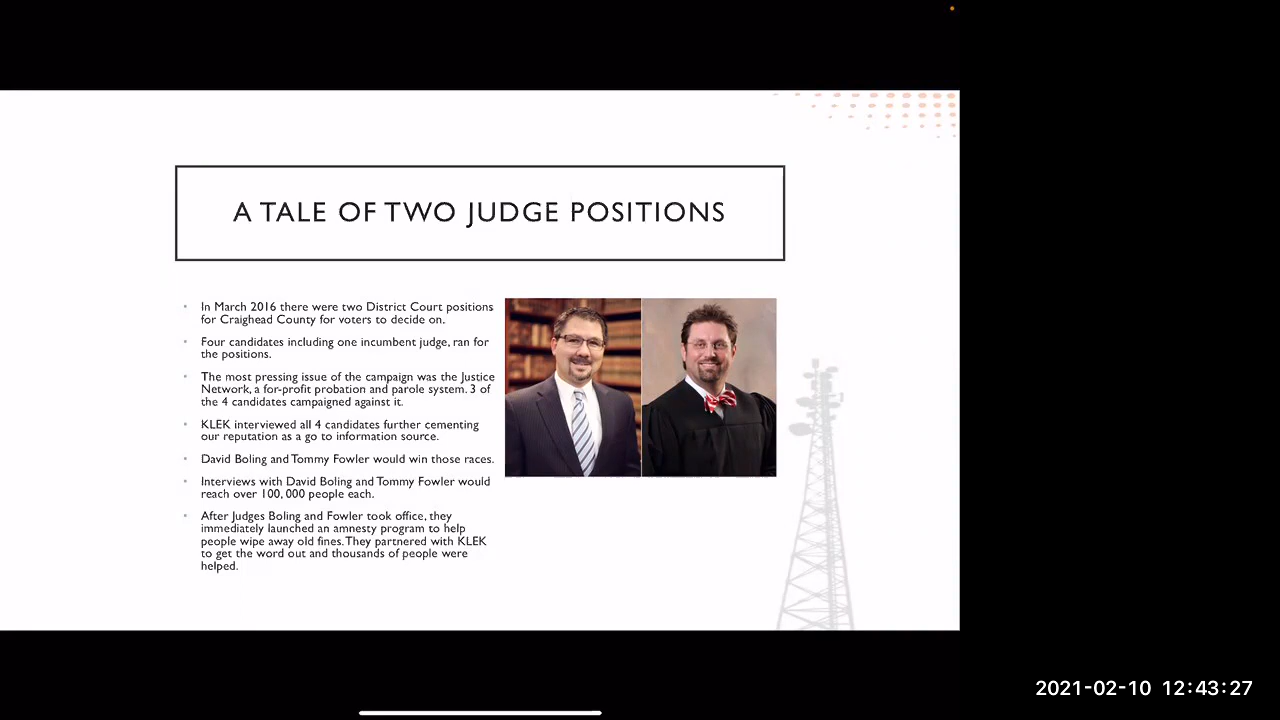 A TALE OF TWO JUDGE POSITIONS
• In March 2016 there were two District Court positions
for Craighead County for voters to decide on.
• Four candidates including one incumbent judge, ran for
the positions.
• The most pressing issue of the campaign was the Justice
Network, a for-profit probation and parole system. 3 of
the 4 candidates campaigned against it.
• KLEK interviewed all 4 candidates further cementing
our reputation as a go to information source.
• David Boling and Tommy Fowler would win those races.
• Interviews with David Boling and Tommy Fowler would
reach over 100, 000 people each.
• After Judges Boling and Fowler took office, they
immediately launched an amnesty program to help
people wipe away old fines. They partnered with KLEK
to get the word out and thousands of people were
helped.
2021-02-10 12:43:27